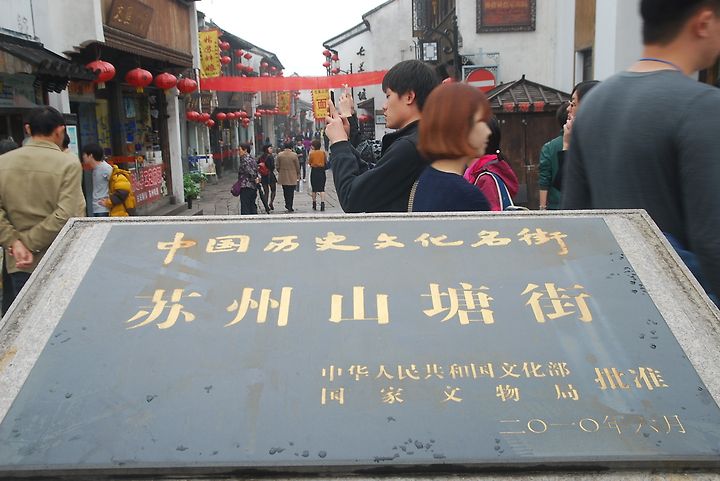 中国历史文化名街
苏州山塘街
中华人民共和国文化部
国家文物局
批准
二〇一〇年六月